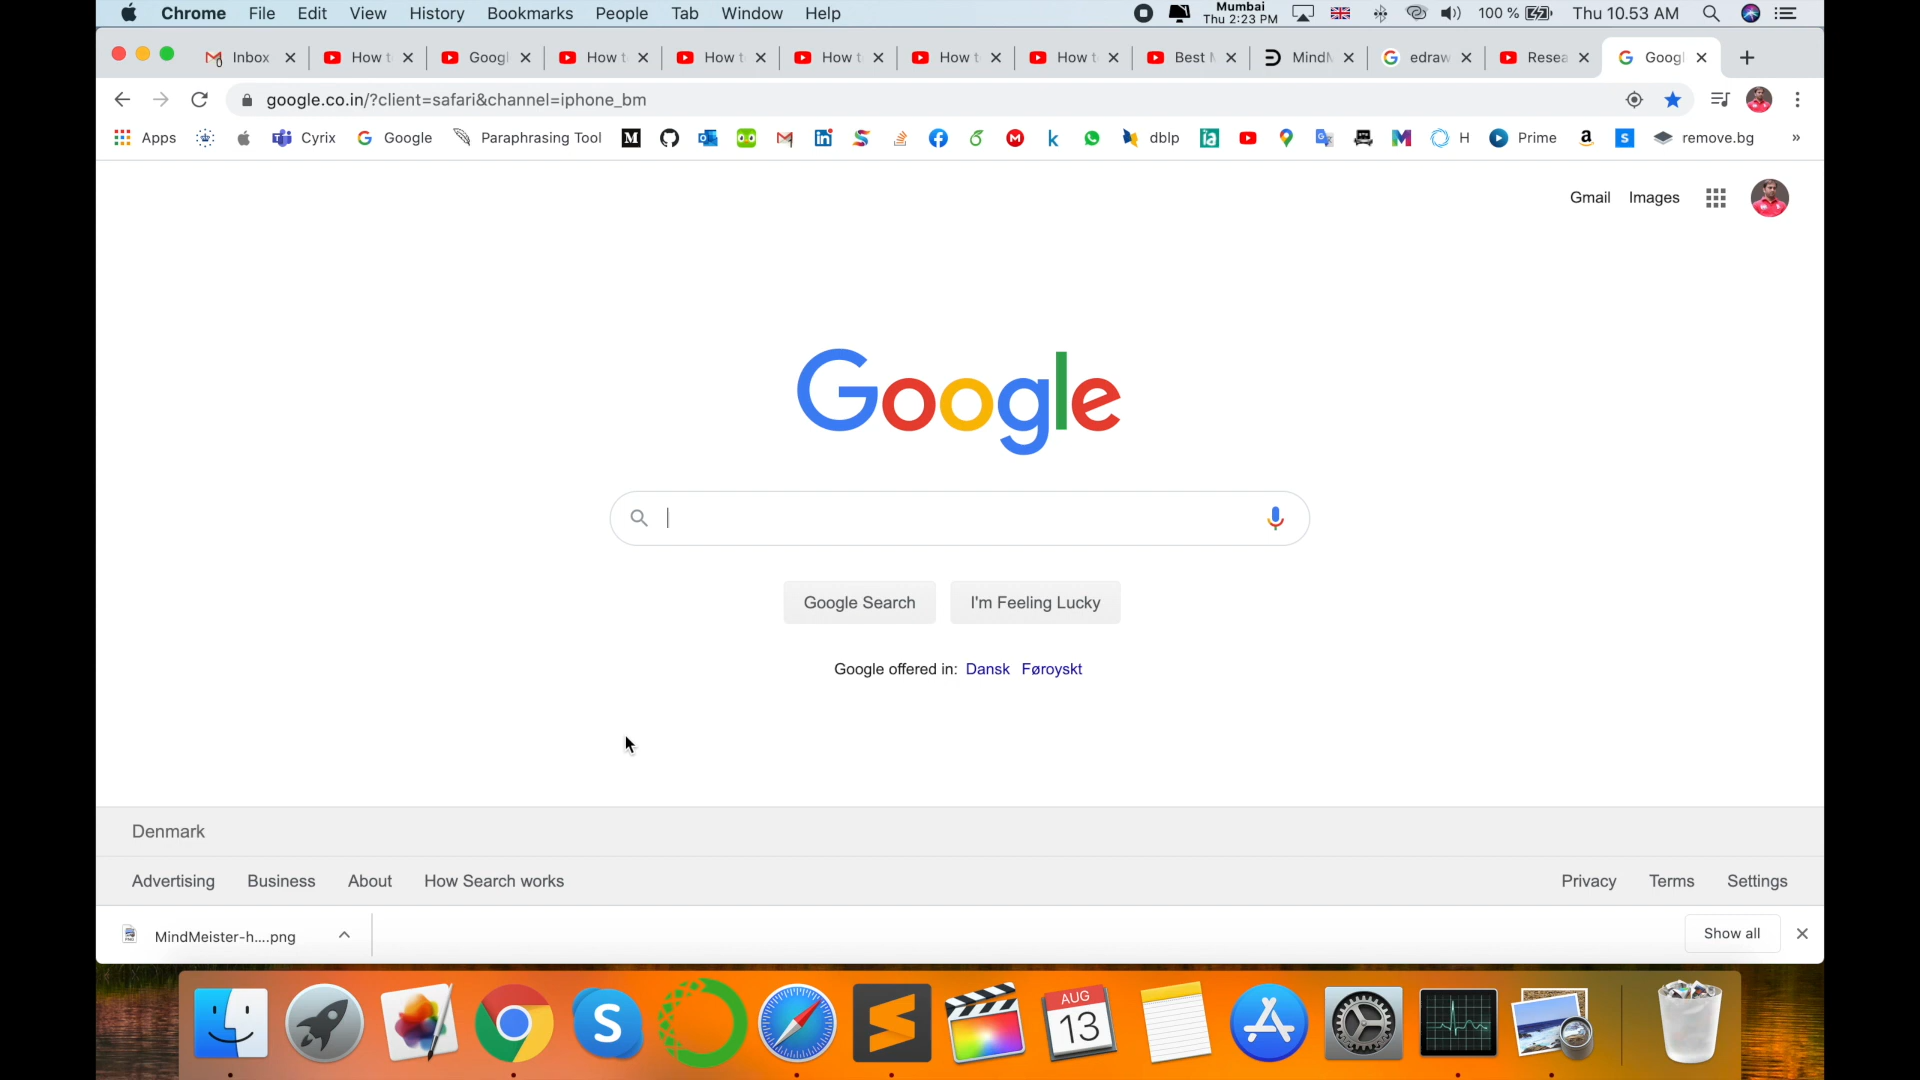 Chrome File Edit View History Bookmarks People Tab Window Help Mumbai Thu 2:23 PM 100 % Thu 10.53 AM
Inbox How t Googl How t How t How t How t How t Best M MindM edraw Resea Googl
google.co.in/?client=safari&channel=iphone_bm
Apps Cyrix Google Paraphrasing Tool dblp H Prime remove.bg »
Gmail Images
Google
Google Search I'm Feeling Lucky
Google offered in: Dansk Føroyskt
Denmark
Advertising Business About How Search works Privacy Terms Settings
MindMeister-h....png Show all
AUG
13